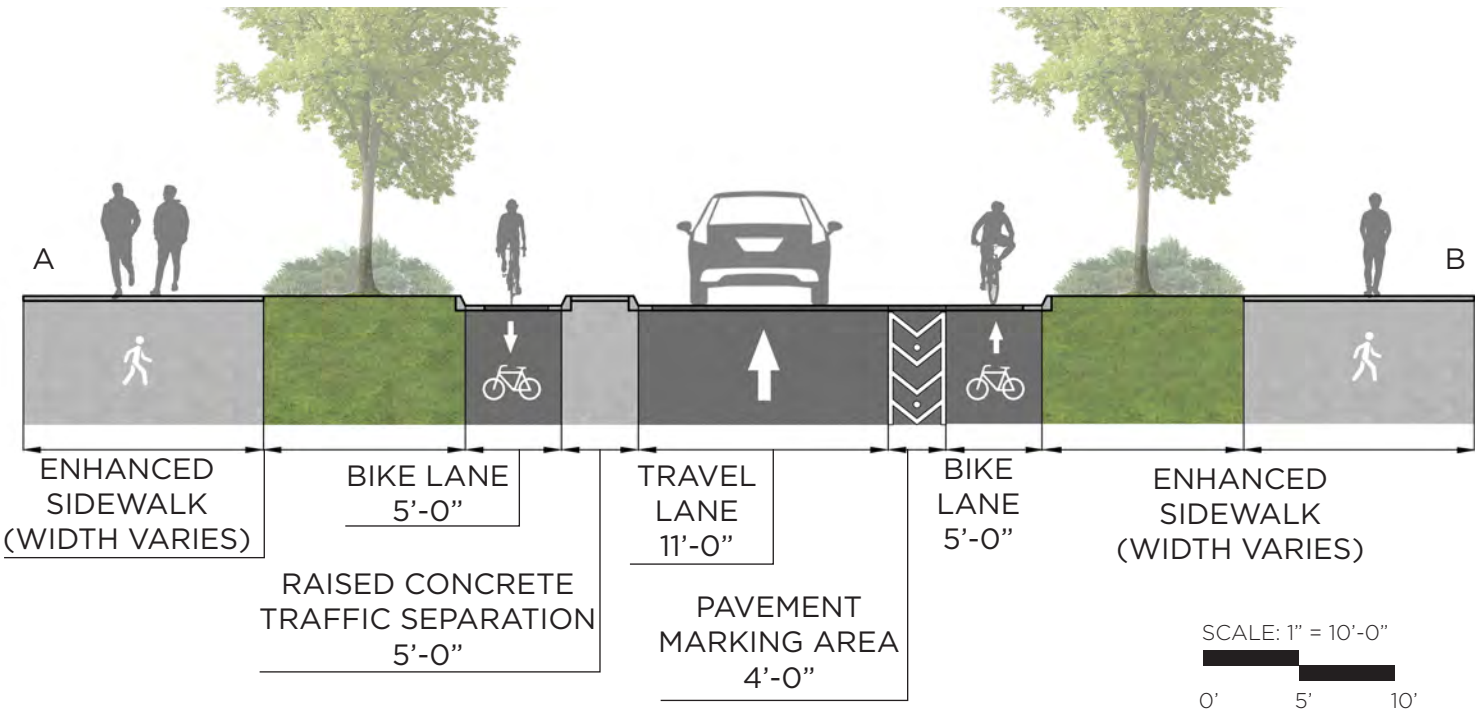 A
B
ENHANCED
SIDEWALK
(WIDTH VARIES)
BIKE LANE
5’-0”
RAISED CONCRETE
TRAFFIC SEPARATION
5’-0”
TRAVEL
LANE
11’-0”
PAVEMENT
MARKING AREA
4’-0”
BIKE
LANE
5’-0”
ENHANCED
SIDEWALK
(WIDTH VARIES)
SCALE: 1” = 10’-0”
0’ 5’ 10’